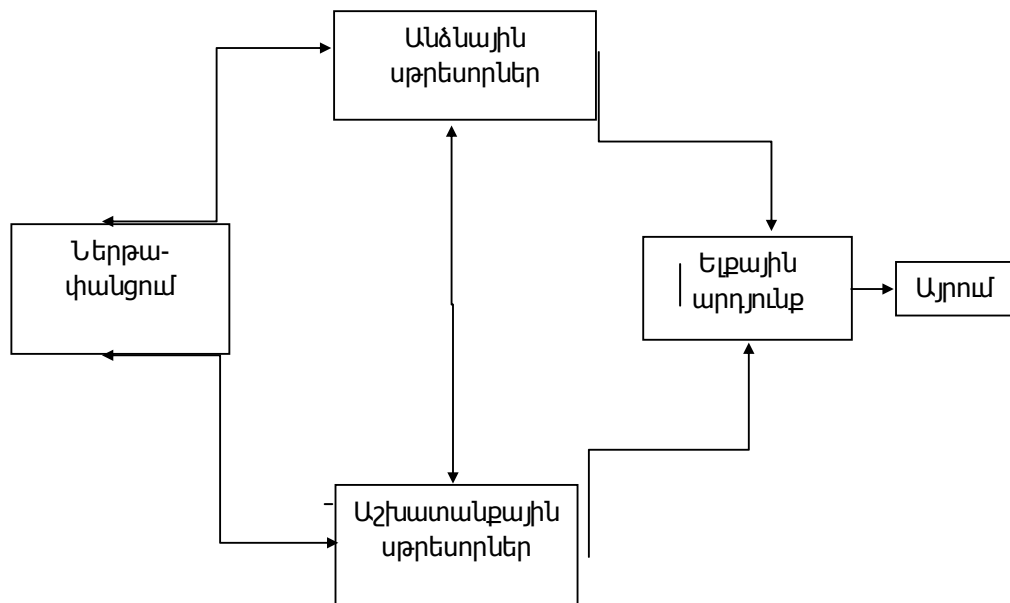 Անձնային
սթրեսորներ
Ներթա-
փանցում
Ելքային
արդյունք
Այրում
Աշխատանքային
սթրեսորներ